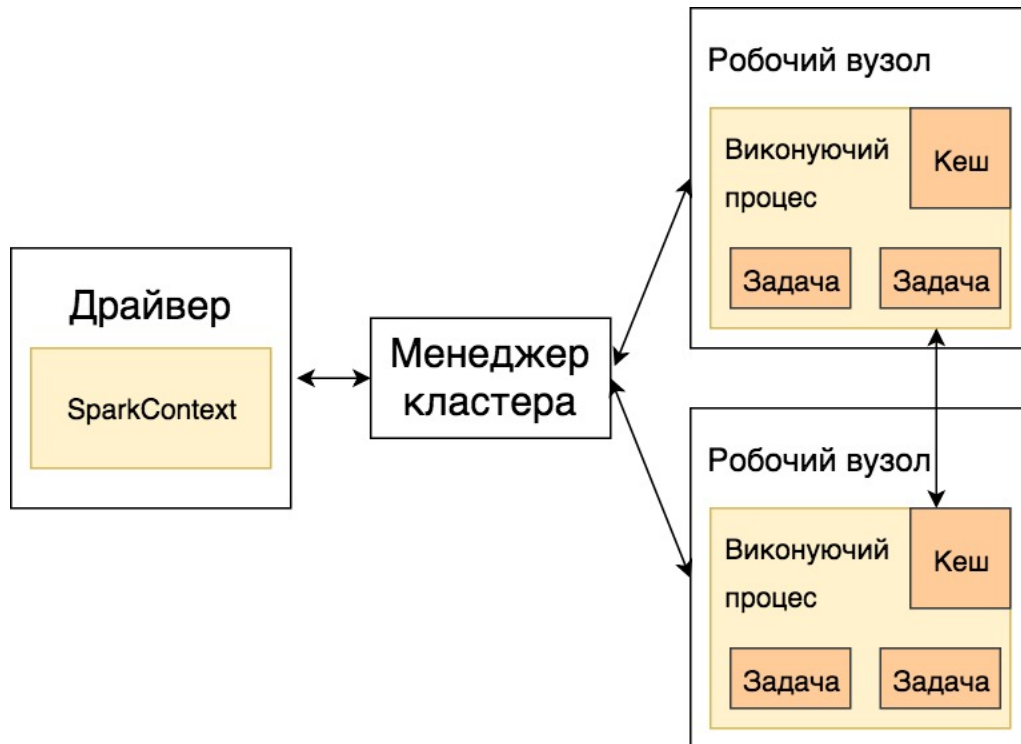 Драйвер
SparkContext
Менеджер
кластера
Робочий вузол
Виконуючий
процес
Кеш
Задача
Задача
Робочий вузол
Виконуючий
процес
Кеш
Задача
Задача